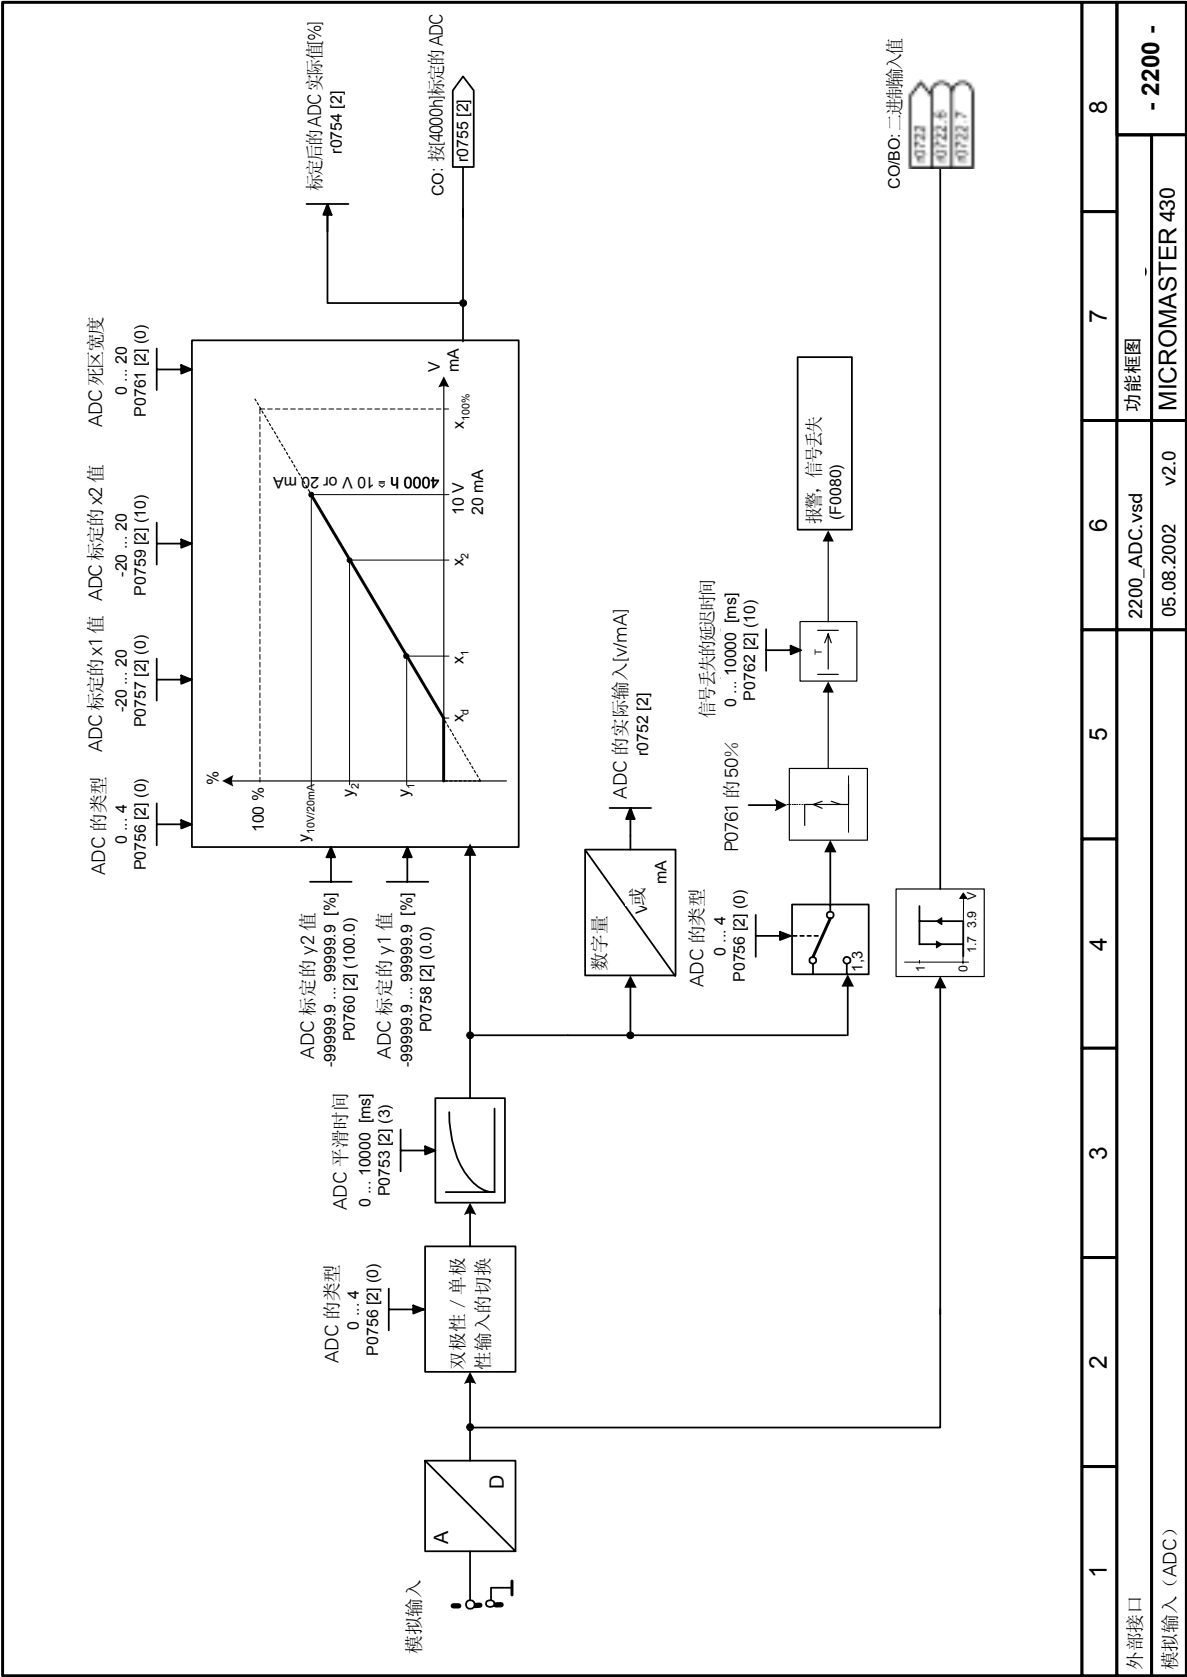 ADC 的类型
0 ... 4
P0756 [2] (0)
ADC 标定的 x1 值
-20 ... 20
P0757 [2] (0)
ADC 标定的 x2 值
-20 ... 20
P0759 [2] (10)
ADC 死区宽度
0 ... 20
P0761 [2] (0)
标定后的 ADC 实际值[%]
r0754 [2]
%
100 %
y10V/20mA
y2
y1
4000 h ≙ 10 V or 20 mA
xd
x1
x2
10 V
20 mA
x100%
V
mA
CO: 按[4000h]标定的 ADC
r0755 [2]
ADC 标定的 y2 值
-99999.9 ... 99999.9 [%]
P0760 [2] (100.0)
ADC 标定的 y1 值
-99999.9 ... 99999.9 [%]
P0758 [2] (0.0)
ADC 的类型
0 ... 4
P0756 [2] (0)
ADC 平滑时间
0 ... 10000 [ms]
P0753 [2] (3)
模拟输入
A
D
双极性 / 单极
性输入的切换
数字量
v或
mA
ADC 的实际输入[v/mA]
r0752 [2]
ADC 的类型
0 ... 4
P0756 [2] (0)
1,3
P0761 的50%
信号丢失的延迟时间
0 ... 10000 [ms]
P0762 [2] (10)
T
报警，信号丢失
(F0080)
1
0
1.7 3.9 V
CO/BO: 二进制输入值
r0722
r0722.6
r0722.7
1 2 3 4 5 6 7 8
外部接口
2200_ADC.vsd
功能框图
- 2200 -
模拟输入（ADC）
05.08.2002 v2.0
MICROMASTER 430